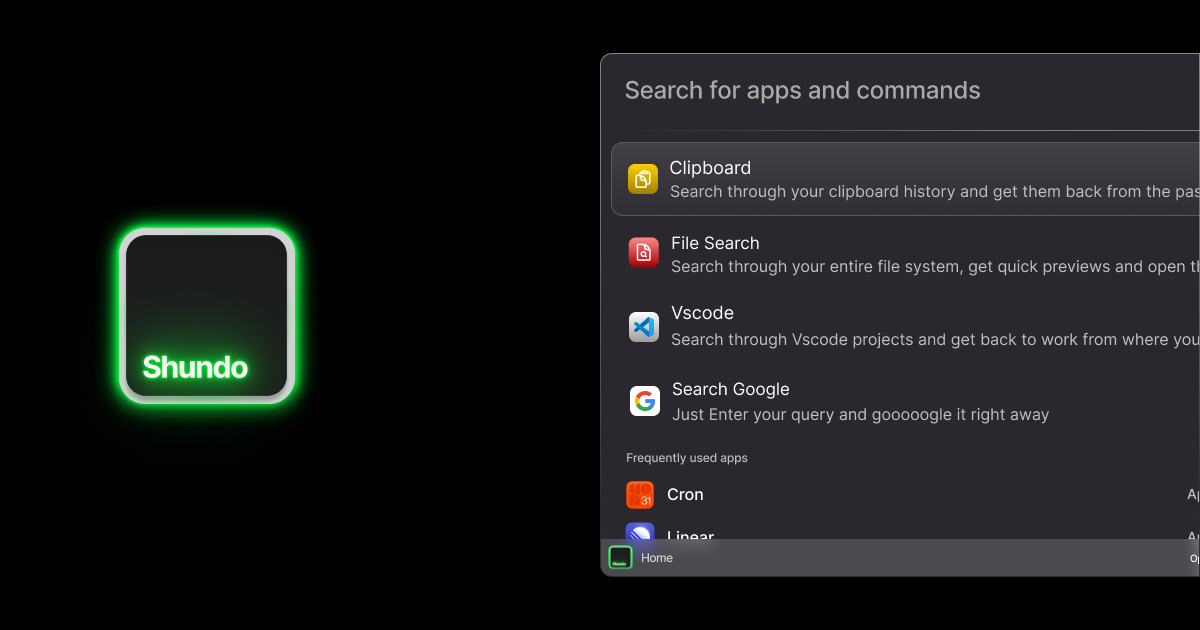 Shundo
Search for apps and commands
Clipboard
Search through your clipboard history and get them back from the
File Search
Search through your entire file system, get quick previews and open
Vscode
Search through Vscode projects and get back to work from where you
Search Google
Just Enter your query and gooooogle it right away
Frequently used apps
31
Cron
Linear
Shundo
Home